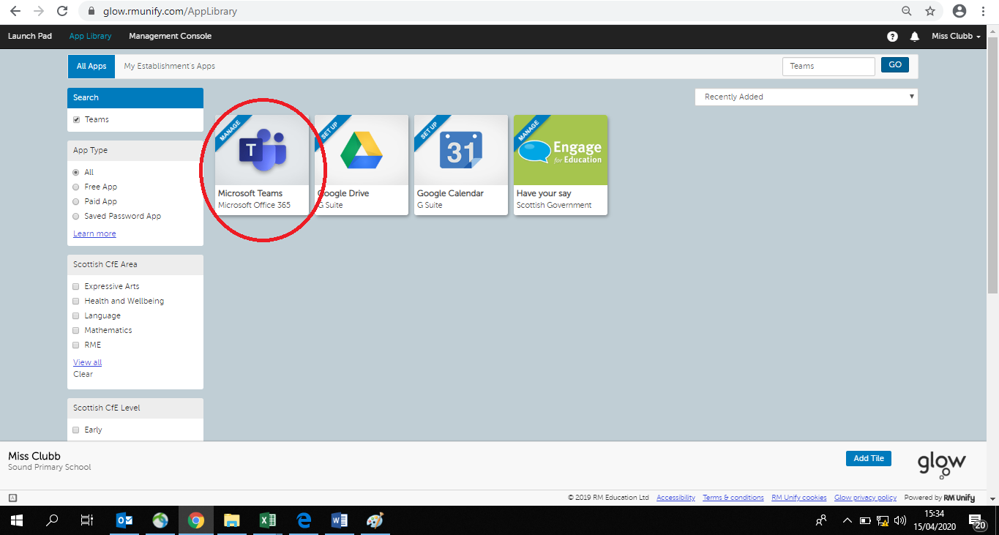 glow.rmunify.com/AppLibrary
Launch Pad App Library Management Console ? Miss Clubb
All Apps My Establishment's Apps Teams GO
Search
Teams
Recently Added
App Type
All
Free App
Paid App
Saved Password App
Learn more
MANAGE
T
Microsoft Teams
Microsoft Office 365
SET UP
Google Drive
G Suite
SET UP
31
Google Calendar
G Suite
MANAGE
Engage
for Education
Have your say
Scottish Government
Scottish CfE Area
Expressive Arts
Health and Wellbeing
Language
Mathematics
RME
View all
Clear
Scottish CfE Level
Early
Miss Clubb
Sound Primary School
Add Tile
glow
A
© 2019 RM Education Ltd Accessibility Terms & conditions RM Unify cookies Glow privacy policy Powered by RM Unify
15:34
15/04/2020
20